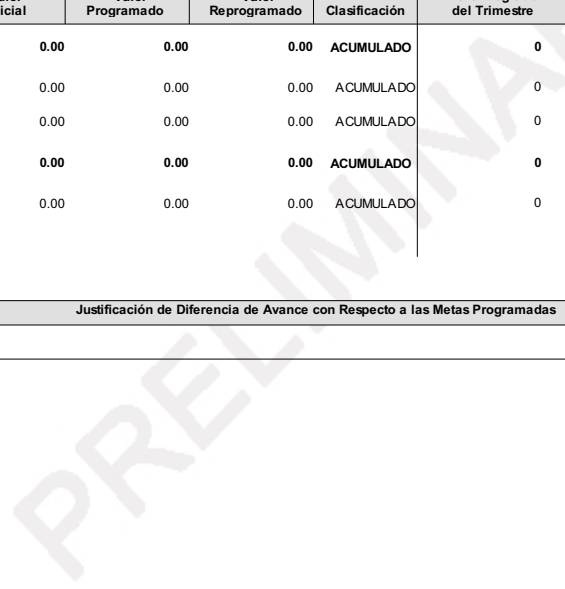 Programado Reprogramado Clasificación del Trimestre
0.00 0.00 0.00 ACUMULADO 0
0.00 0.00 0.00 ACUMULADO 0
0.00 0.00 0.00 ACUMULADO 0
0.00 0.00 0.00 ACUMULADO 0
0.00 0.00 0.00 ACUMULADO 0
Justificación de Diferencia de Avance con Respecto a las Metas Programadas
PRELIMINA